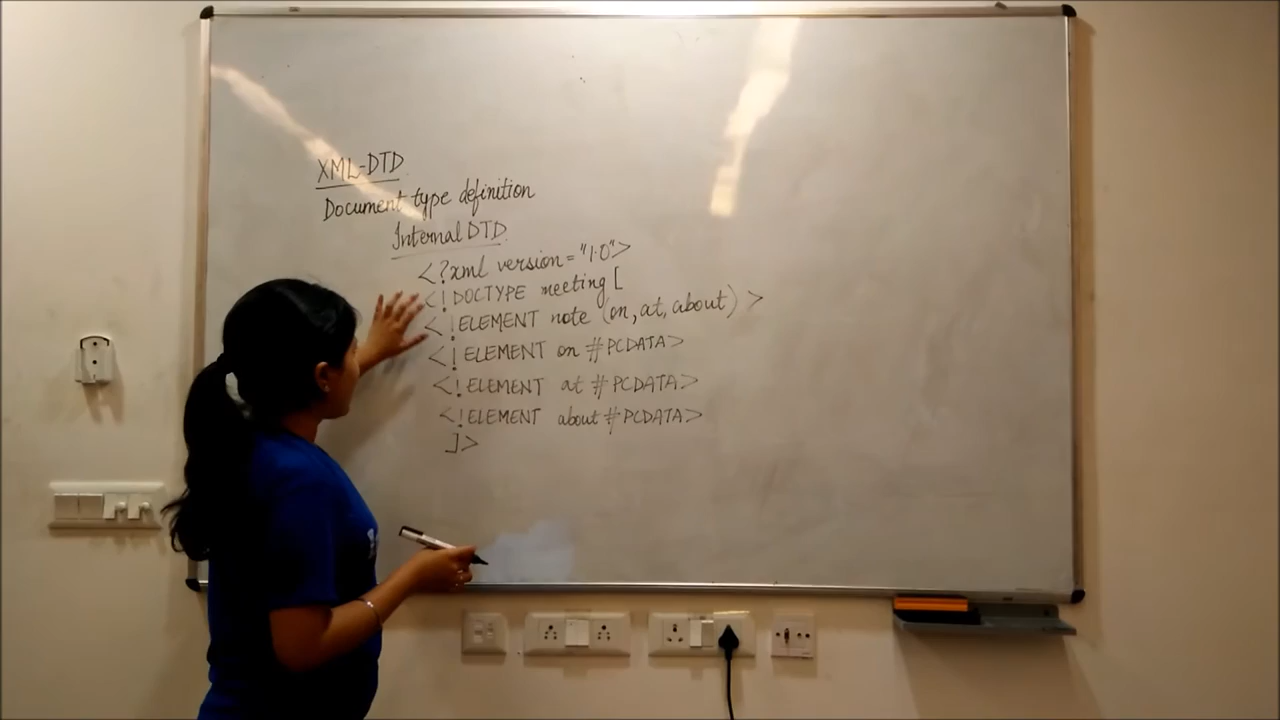 XML-DTD
Document type definition
Internal DTD
<?xml version="1.0">
<!DOCTYPE meeting[
<!ELEMENT note (on, at, about)>
<!ELEMENT on #PCDATA>
<!ELEMENT at #PCDATA>
<!ELEMENT about #PCDATA>
]>